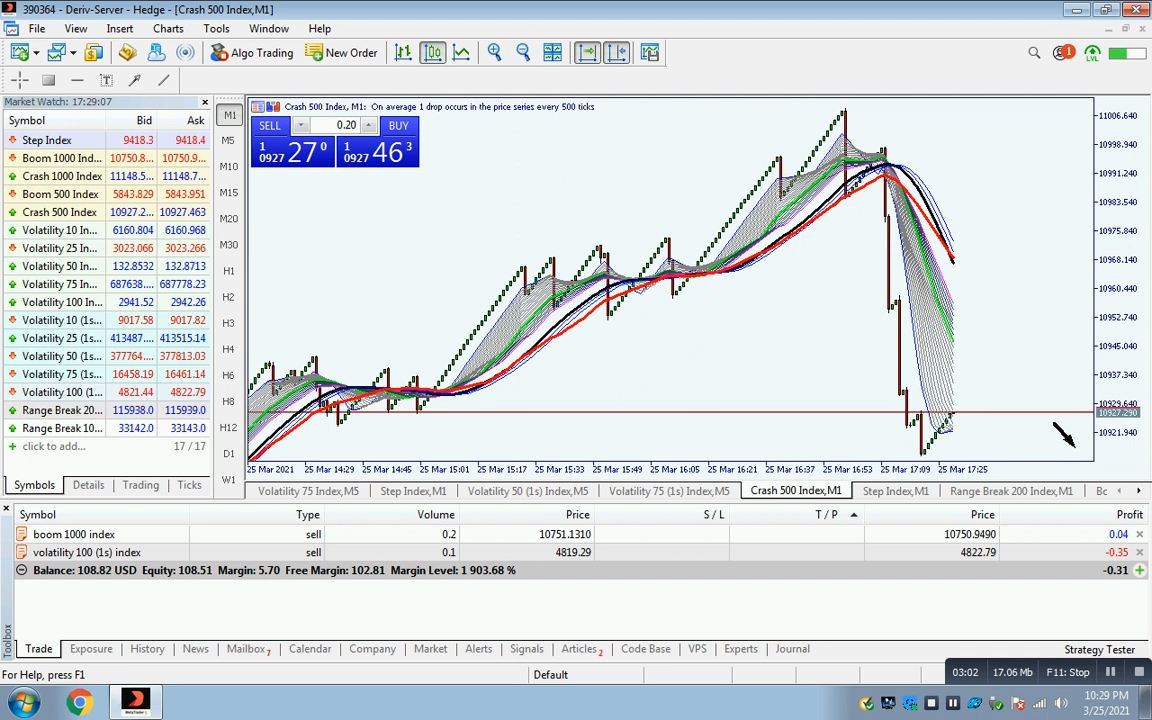 390364 - Deriv-Server - Hedge - [Crash 500 Index,M1]
File View Insert Charts Tools Window Help
Algo Trading New Order 1 LVL
Market Watch: 17:29:07
Symbol Bid Ask
Step Index 9418.3 9418.4
Boom 1000 Ind... 10750.8... 10750.9...
Crash 1000 Index 11148.5... 11148.7...
Boom 500 Index 5843.829 5843.951
Crash 500 Index 10927.2... 10927.463
Volatility 10 In... 6160.804 6160.968
Volatility 25 In... 3023.066 3023.266
Volatility 50 In... 132.8532 132.8713
Volatility 75 In... 687638.... 687778.23
Volatility 100 In... 2941.52 2942.26
Volatility 10 (1s... 9017.58 9017.82
Volatility 25 (1s... 413487.... 413515.14
Volatility 50 (1s... 377764.... 377813.03
Volatility 75 (1s... 16458.19 16461.14
Volatility 100 (1... 4821.44 4822.79
Range Break 20... 115938.0 115939.0
Range Break 10... 33142.0 33143.0
click to add... 17 / 17
Symbols Details Trading Ticks
M1
M5
M10
M15
M20
M30
H1
H2
H3
H4
H6
H8
H12
D1
W1
Crash 500 Index, M1: On average 1 drop occurs in the price series every 500 ticks
SELL 0.20 BUY
1 0927 27 0 1 0927 46 3
11006.640
10998.940
10991.240
10983.540
10975.840
10968.140
10960.440
10952.740
10945.040
10937.340
10929.640
10927.290
10921.940
25 Mar 2021 25 Mar 14:29 25 Mar 14:45 25 Mar 15:01 25 Mar 15:17 25 Mar 15:33 25 Mar 15:49 25 Mar 16:05 25 Mar 16:21 25 Mar 16:37 25 Mar 16:53 25 Mar 17:09 25 Mar 17:25
Volatility 75 Index,M5 Step Index,M1 Volatility 50 (1s) Index,M5 Volatility 75 (1s) Index,M5 Crash 500 Index,M1 Step Index,M1 Range Break 200 Index,M1 Bc
Symbol Type Volume Price S / L T / P Price Profit
boom 1000 index sell 0.2 10751.1310 10750.9490 0.04
volatility 100 (1s) index sell 0.1 4819.29 4822.79 -0.35
Balance: 108.82 USD Equity: 108.51 Margin: 5.70 Free Margin: 102.81 Margin Level: 1 903.68 % -0.31
Toolbox
Trade Exposure History News Mailbox 7 Calendar Company Market Alerts Signals Articles 2 Code Base VPS Experts Journal Strategy Tester
For Help, press F1 Default 03:02 17.06 Mb F11: Stop
10:29 PM
3/25/2021